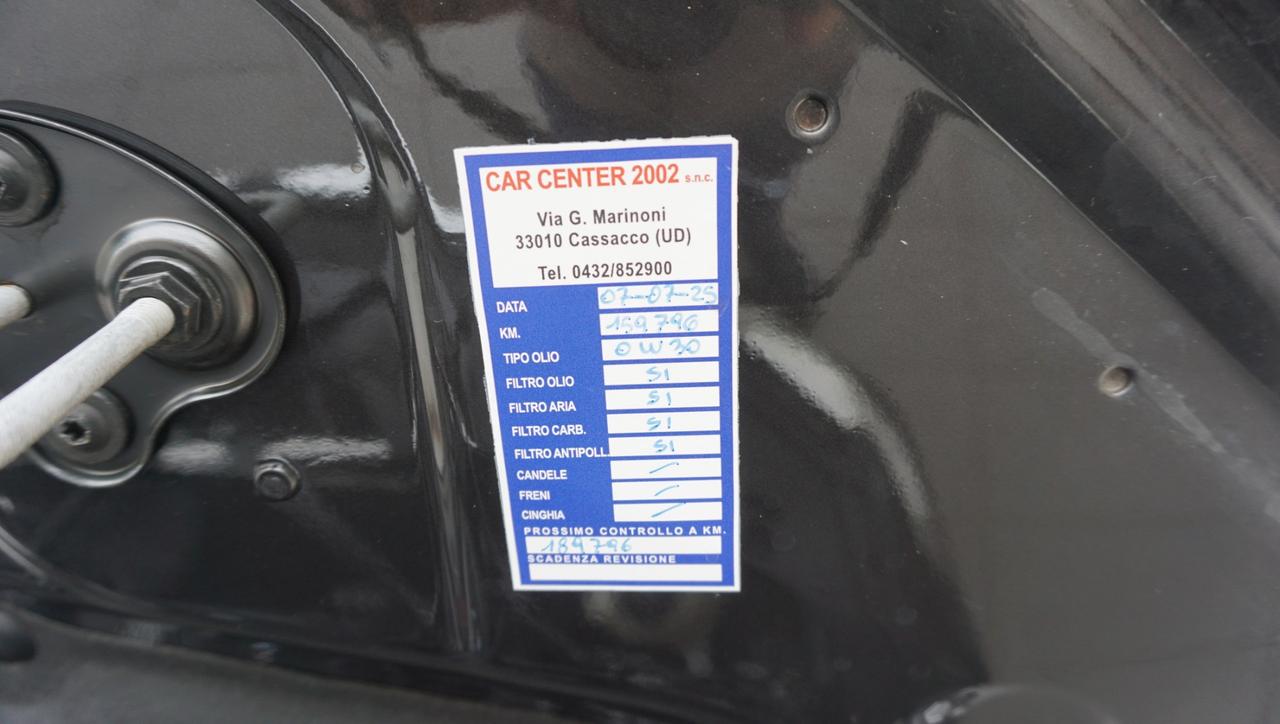 CAR CENTER 2002 s.n.c.
Via G. Marinoni
33010 Cassacco (UD)
Tel. 0432/852900
DATA 07-07-25
KM. 159796
TIPO OLIO 0W30
FILTRO OLIO SI
FILTRO ARIA SI
FILTRO CARB. SI
FILTRO ANTIPOLL. SI
CANDELE /
FRENI /
CINGHIA /
PROSSIMO CONTROLLO A KM.
189796
SCADENZA REVISIONE